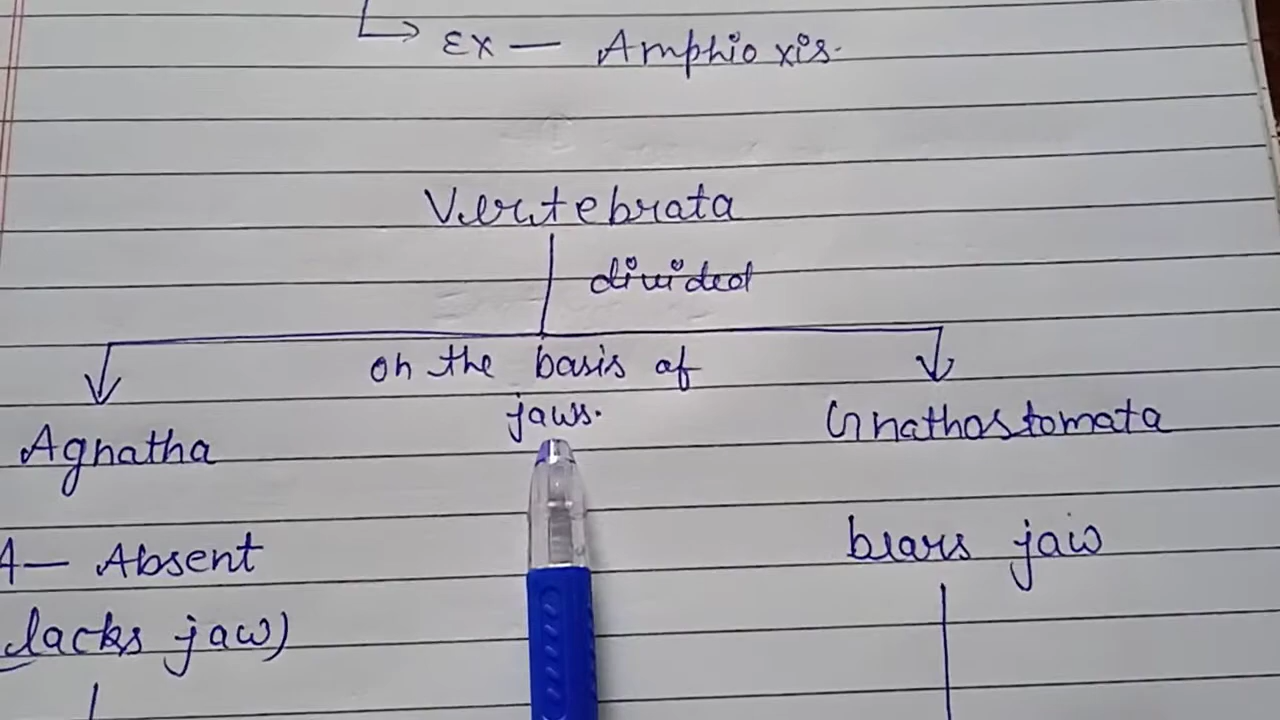 Ex — Amphioxis.
Vertebrata
divided
on the basis of
jaws.
Agnatha
Gnathostomata
A— Absent
bears jaw
(lacks jaw)